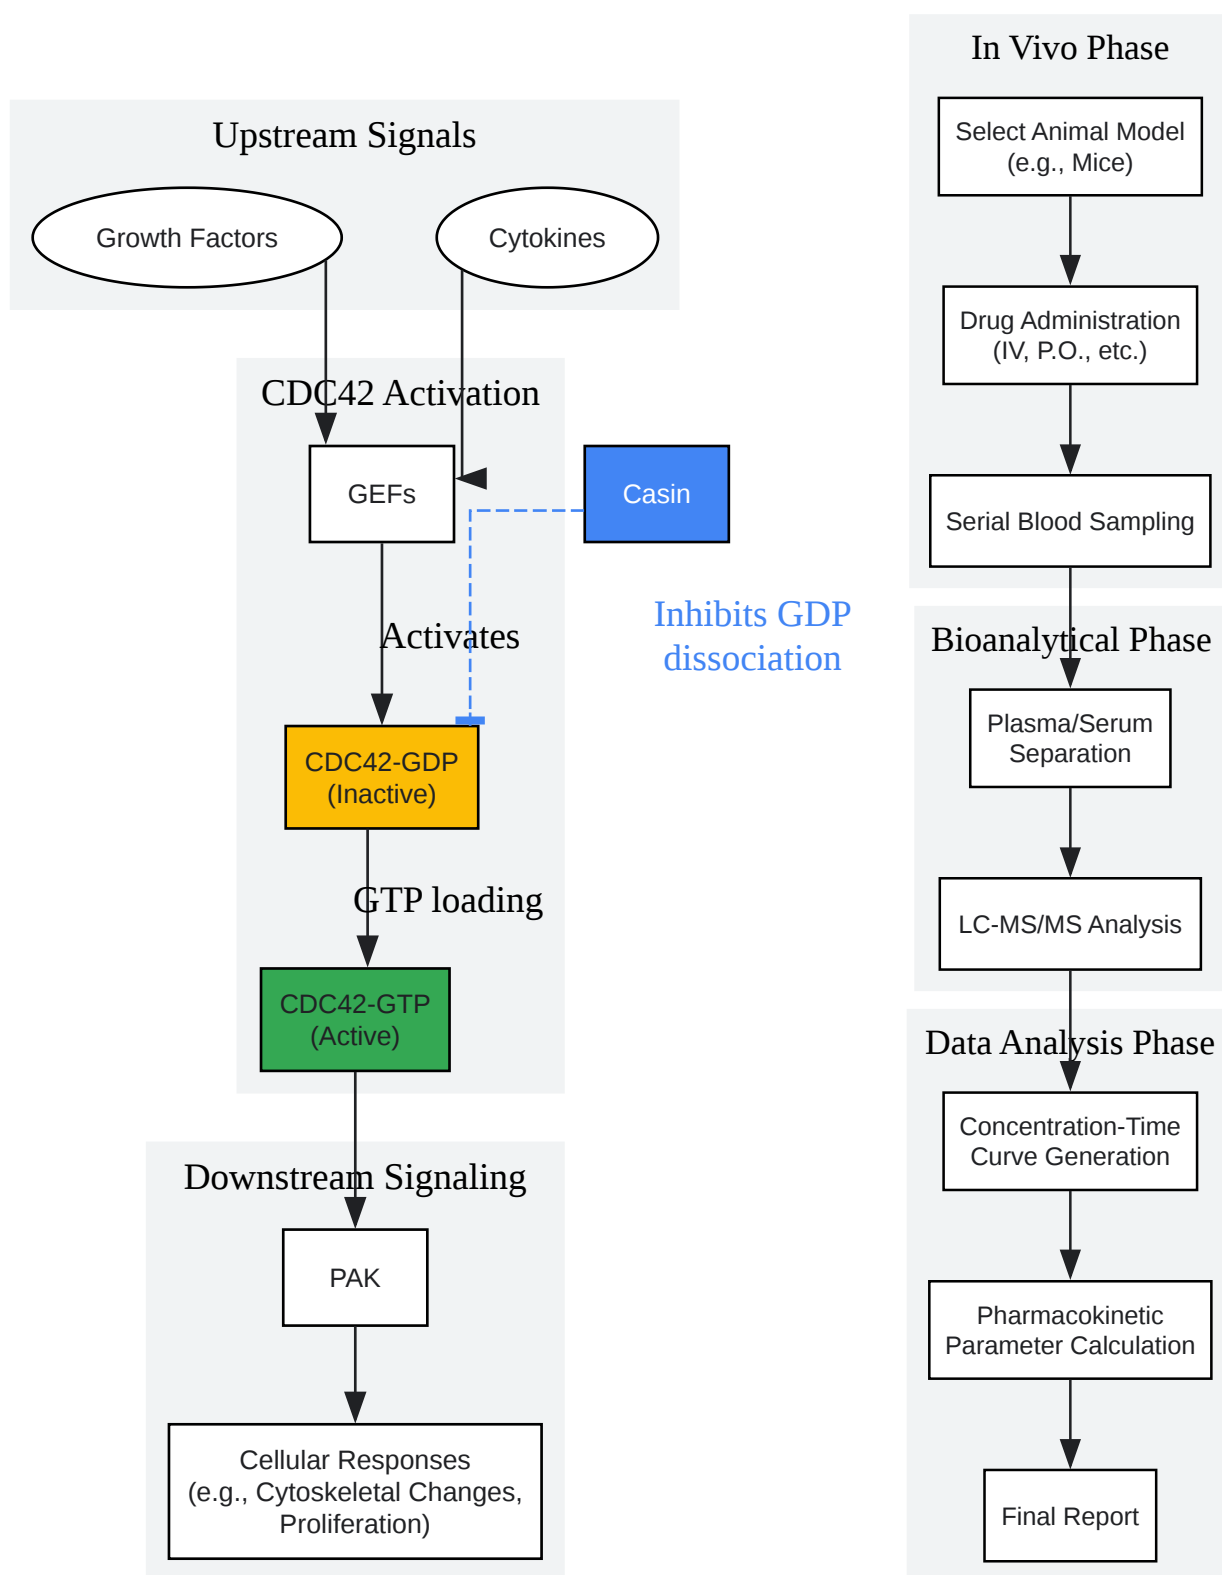 Upstream Signals
Growth Factors
Cytokines
CDC42 Activation
GEFs
Casin
Activates
Inhibits GDP
dissociation
CDC42-GDP
(Inactive)
GTP loading
CDC42-GTP
(Active)
Downstream Signaling
PAK
Cellular Responses
(e.g., Cytoskeletal Changes,
Proliferation)
In Vivo Phase
Select Animal Model
(e.g., Mice)
Drug Administration
(IV, P.O., etc.)
Serial Blood Sampling
Bioanalytical Phase
Plasma/Serum
Separation
LC-MS/MS Analysis
Data Analysis Phase
Concentration-Time
Curve Generation
Pharmacokinetic
Parameter Calculation
Final Report